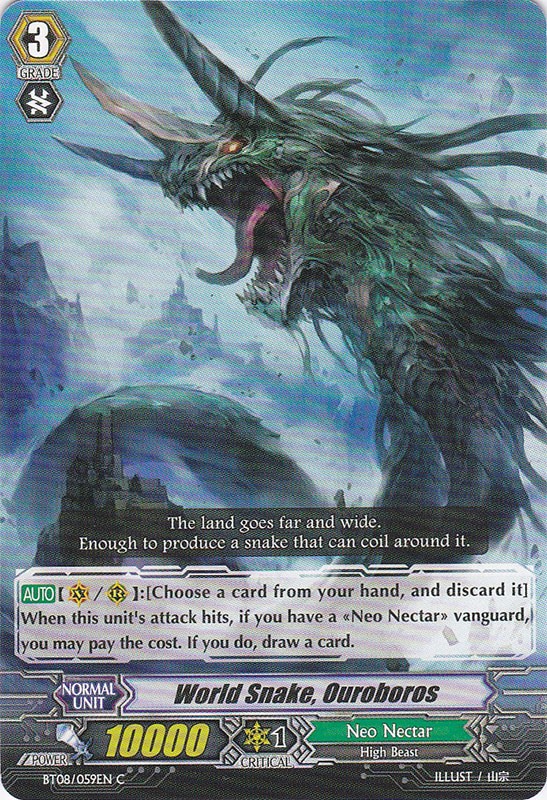 3
GRADE
The land goes far and wide.
Enough to produce a snake that can coil around it.
AUTO【 V / R 】:[Choose a card from your hand, and discard it]
When this unit's attack hits, if you have a «Neo Nectar» vanguard,
you may pay the cost. If you do, draw a card.
NORMAL
UNIT
World Snake, Ouroboros
POWER
10000
1
CRITICAL
Neo Nectar
High Beast
BT08/059EN C
ILLUST / 山宗